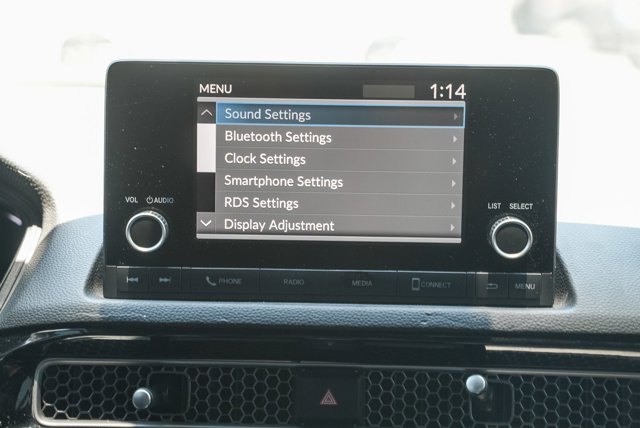 MENU 1:14
Sound Settings
Bluetooth Settings
Clock Settings
Smartphone Settings
RDS Settings
Display Adjustment
VOL AUDIO
LIST SELECT
PHONE RADIO MEDIA CONNECT MENU